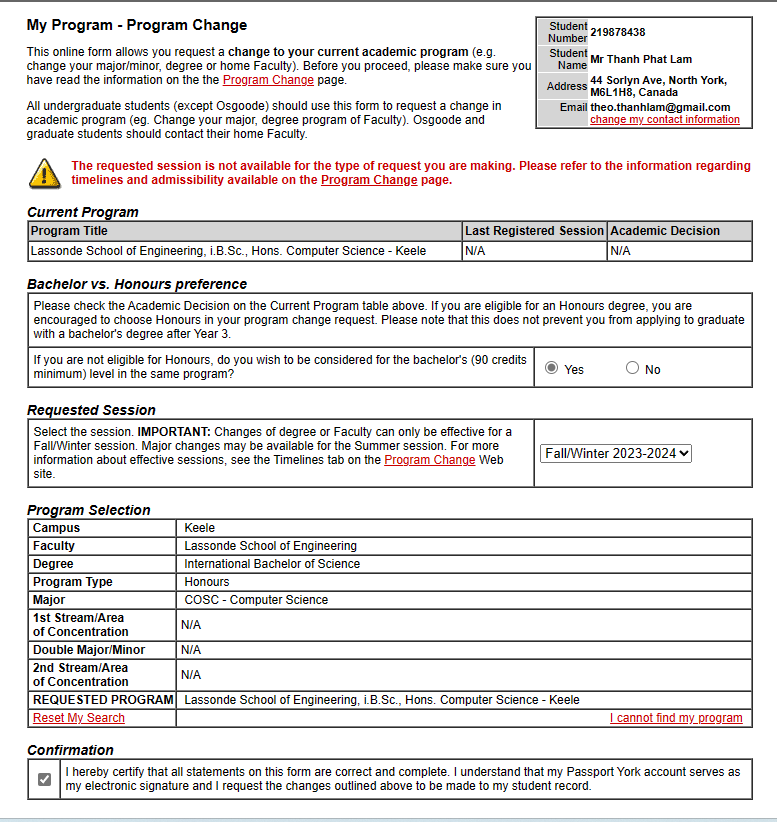 My Program - Program Change
This online form allows you request a change to your current academic program (e.g.
change your major/minor, degree or home Faculty). Before you proceed, please make sure you
have read the information on the the Program Change page.
All undergraduate students (except Osgoode) should use this form to request a change in
academic program (eg. Change your major, degree program of Faculty). Osgoode and
graduate students should contact their home Faculty.
Student Number 219878438
Student Name Mr Thanh Phat Lam
Address 44 Sorlyn Ave, North York,
M6L1H8, Canada
Email theo.thanhlam@gmail.com
change my contact information
The requested session is not available for the type of request you are making. Please refer to the information regarding
timelines and admissibility available on the Program Change page.
Current Program
Program Title Last Registered Session Academic Decision
Lassonde School of Engineering, i.B.Sc., Hons. Computer Science - Keele N/A N/A
Bachelor vs. Honours preference
Please check the Academic Decision on the Current Program table above. If you are eligible for an Honours degree, you are
encouraged to choose Honours in your program change request. Please note that this does not prevent you from applying to graduate
with a bachelor's degree after Year 3.
If you are not eligible for Honours, do you wish to be considered for the bachelor's (90 credits
minimum) level in the same program?
Yes No
Requested Session
Select the session. IMPORTANT: Changes of degree or Faculty can only be effective for a
Fall/Winter session. Major changes may be available for the Summer session. For more
information about effective sessions, see the Timelines tab on the Program Change Web
site.
Fall/Winter 2023-2024
Program Selection
Campus Keele
Faculty Lassonde School of Engineering
Degree International Bachelor of Science
Program Type Honours
Major COSC - Computer Science
1st Stream/Area
of Concentration N/A
Double Major/Minor N/A
2nd Stream/Area
of Concentration N/A
REQUESTED PROGRAM Lassonde School of Engineering, i.B.Sc., Hons. Computer Science - Keele
Reset My Search I cannot find my program
Confirmation
I hereby certify that all statements on this form are correct and complete. I understand that my Passport York account serves as
my electronic signature and I request the changes outlined above to be made to my student record.